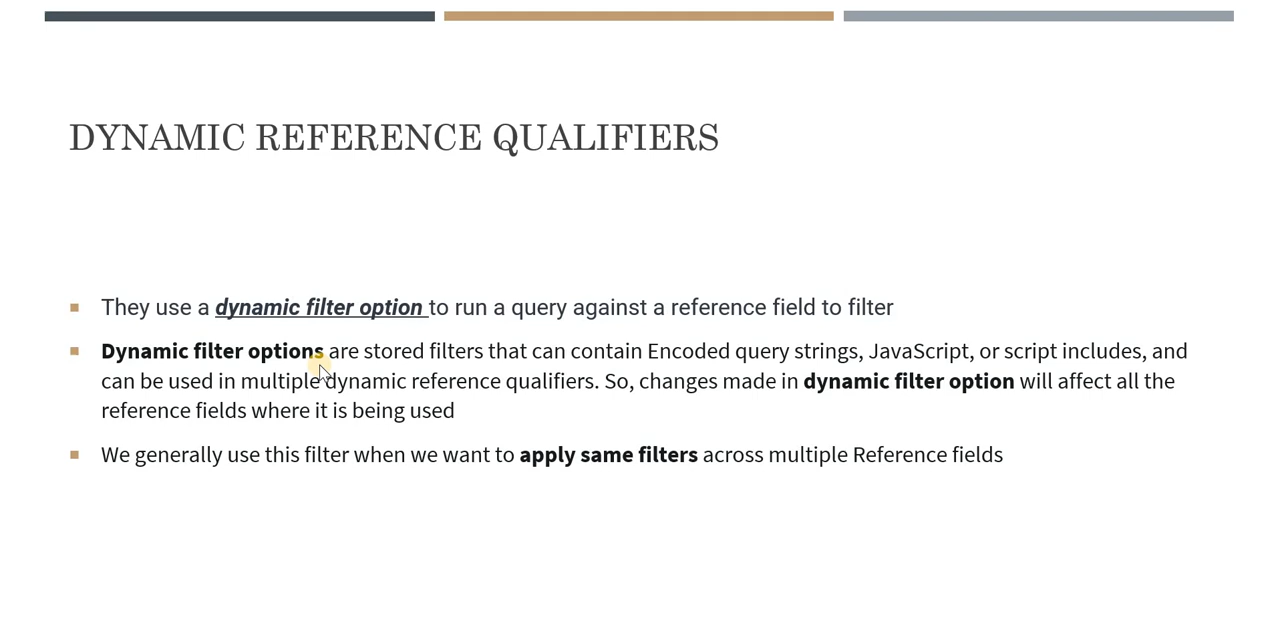 DYNAMIC REFERENCE QUALIFIERS
They use a dynamic filter option to run a query against a reference field to filter
Dynamic filter options are stored filters that can contain Encoded query strings, JavaScript, or script includes, and
can be used in multiple dynamic reference qualifiers. So, changes made in dynamic filter option will affect all the
reference fields where it is being used
We generally use this filter when we want to apply same filters across multiple Reference fields